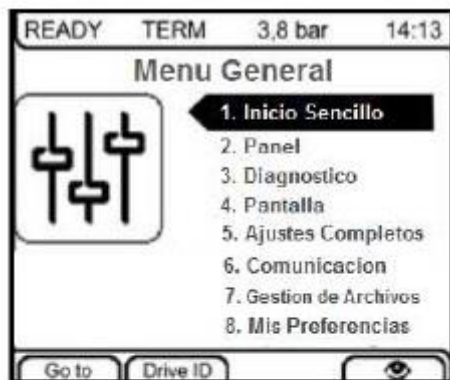 READY TERM 3,8 bar 14:13
Menu General
1. Inicio Sencillo
2. Panel
3. Diagnostico
4. Pantalla
5. Ajustes Completos
6. Comunicacion
7. Gestion de Archivos
8. Mis Preferencias
Go to Drive ID